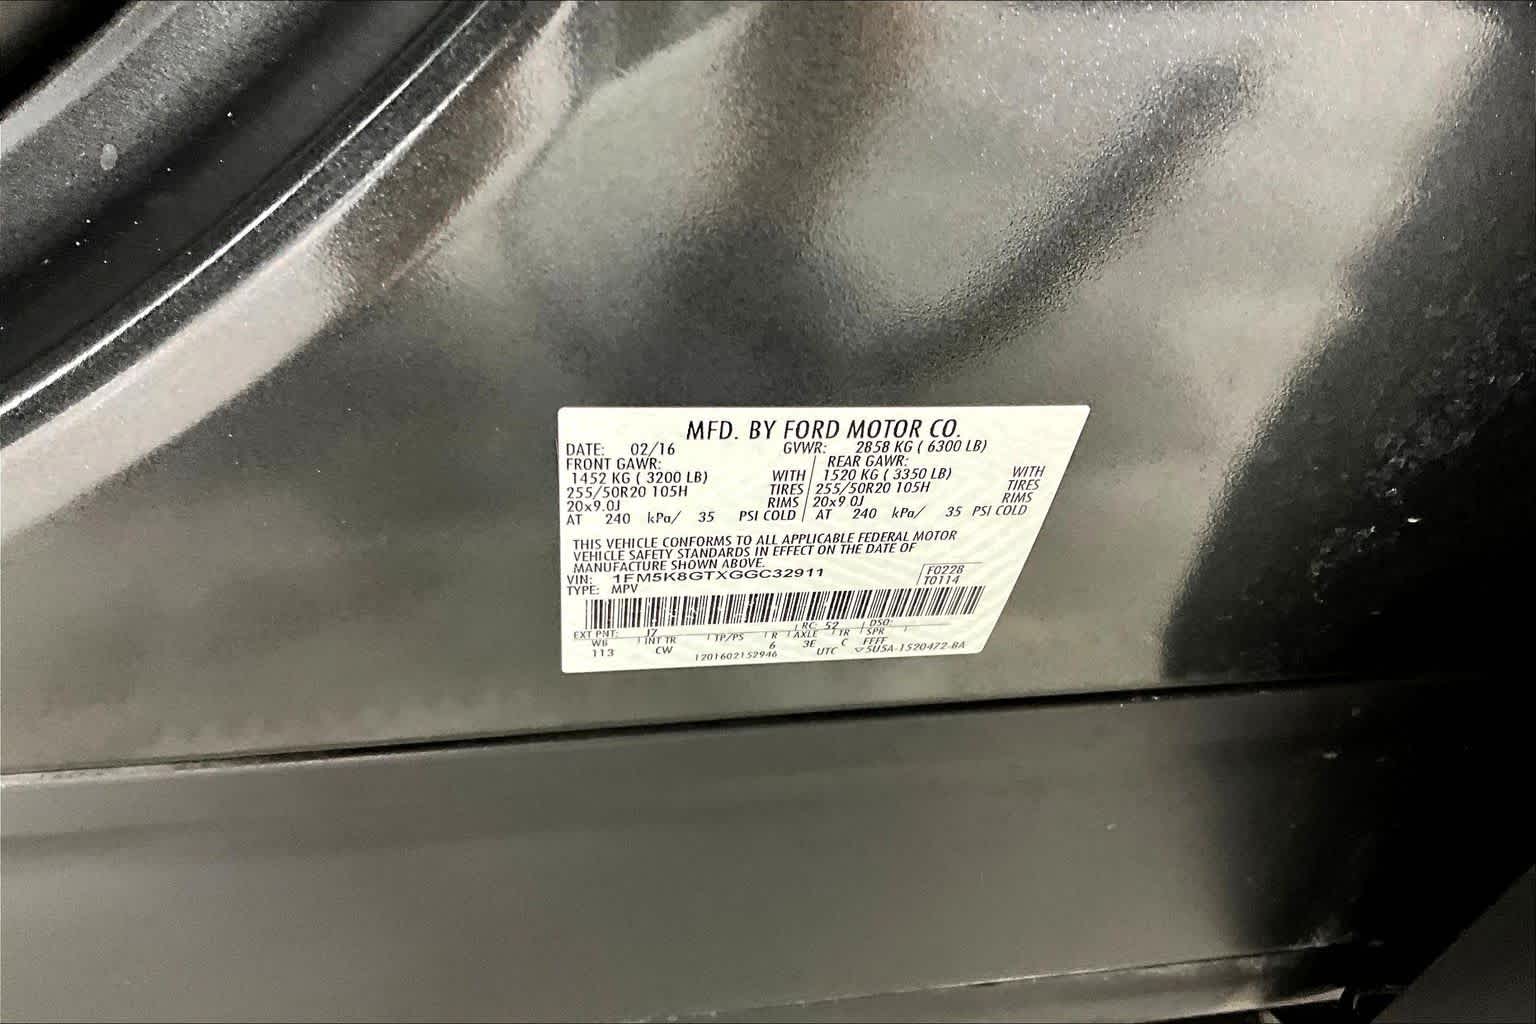 MFD. BY FORD MOTOR CO.
DATE: 02/16 GVWR: 2858 KG ( 6300 LB)
FRONT GAWR: REAR GAWR:
1452 KG ( 3200 LB) WITH 1520 KG ( 3350 LB) WITH
255/50R20 105H TIRES 255/50R20 105H TIRES
20x9.0J RIMS 20x9.0J RIMS
AT 240 kPa/ 35 PSI COLD AT 240 kPa/ 35 PSI COLD
THIS VEHICLE CONFORMS TO ALL APPLICABLE FEDERAL MOTOR
VEHICLE SAFETY STANDARDS IN EFFECT ON THE DATE OF
MANUFACTURE SHOWN ABOVE.
VIN: 1FM5K8GTXGGC32911 F0228
TYPE: MPV T0114
EXT PNT: J7 RC: 52 DSO:
WB INT TR TP/PS R AXLE TR SPR
113 CW 6 3E C FFFF
1201602152946 UTC ▽5U5A-1520472-BA